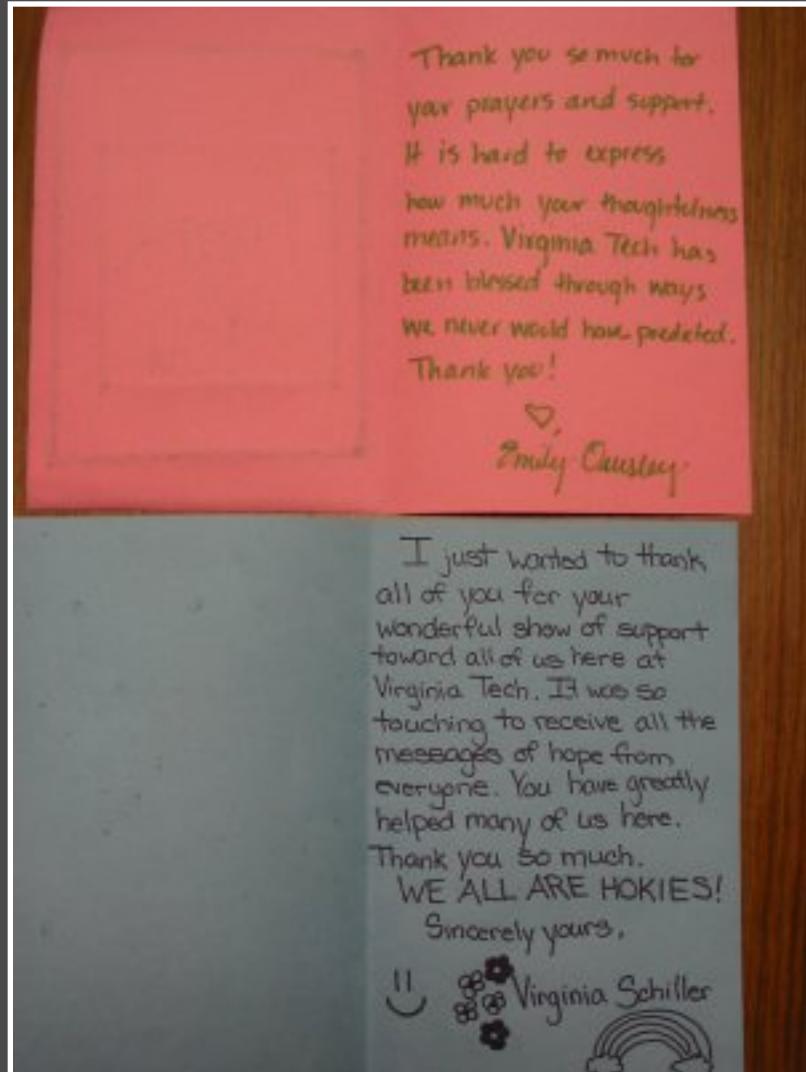 Thank you so much for
your prayers and support.
It is hard to express
how much your thoughtfulness
means. Virginia Tech has
been blessed through ways
we never would have predicted.
Thank you!
Emily
I just wanted to thank
all of you for your
wonderful show of support
toward all of us here at
Virginia Tech. It was so
touching to receive all the
messages of hope from
everyone. You have greatly
helped many of us here.
Thank you so much.
WE ALL ARE HOKIES!
Sincerely yours,
Virginia Schiller